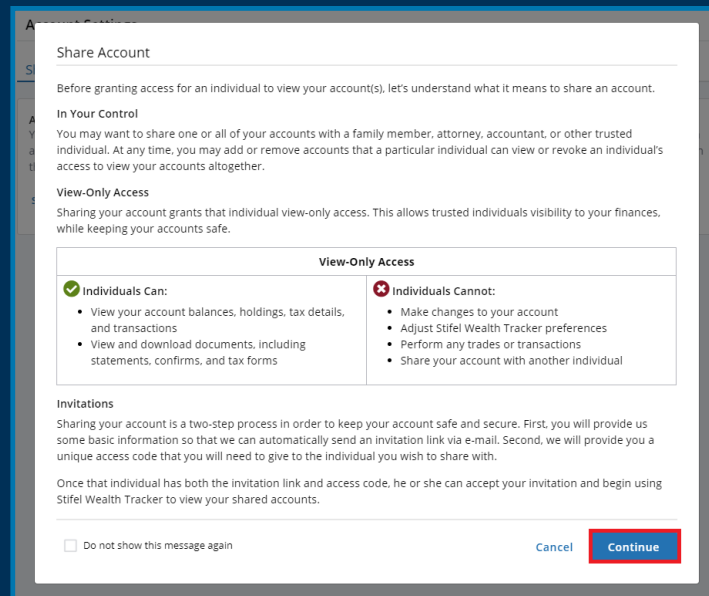 Account Settings
Share Account
Before granting access for an individual to view your account(s), let's understand what it means to share an account.
In Your Control
You may want to share one or all of your accounts with a family member, attorney, accountant, or other trusted
individual. At any time, you may add or remove accounts that a particular individual can view or revoke an individual's
access to view your accounts altogether.
View-Only Access
Sharing your account grants that individual view-only access. This allows trusted individuals visibility to your finances,
while keeping your accounts safe.
View-Only Access
Individuals Can:
• View your account balances, holdings, tax details,
and transactions
• View and download documents, including
statements, confirms, and tax forms
Individuals Cannot:
• Make changes to your account
• Adjust Stifel Wealth Tracker preferences
• Perform any trades or transactions
• Share your account with another individual
Invitations
Sharing your account is a two-step process in order to keep your account safe and secure. First, you will provide us
some basic information so that we can automatically send an invitation link via e-mail. Second, we will provide you a
unique access code that you will need to give to the individual you wish to share with.
Once that individual has both the invitation link and access code, he or she can accept your invitation and begin using
Stifel Wealth Tracker to view your shared accounts.
Do not show this message again
Cancel
Continue